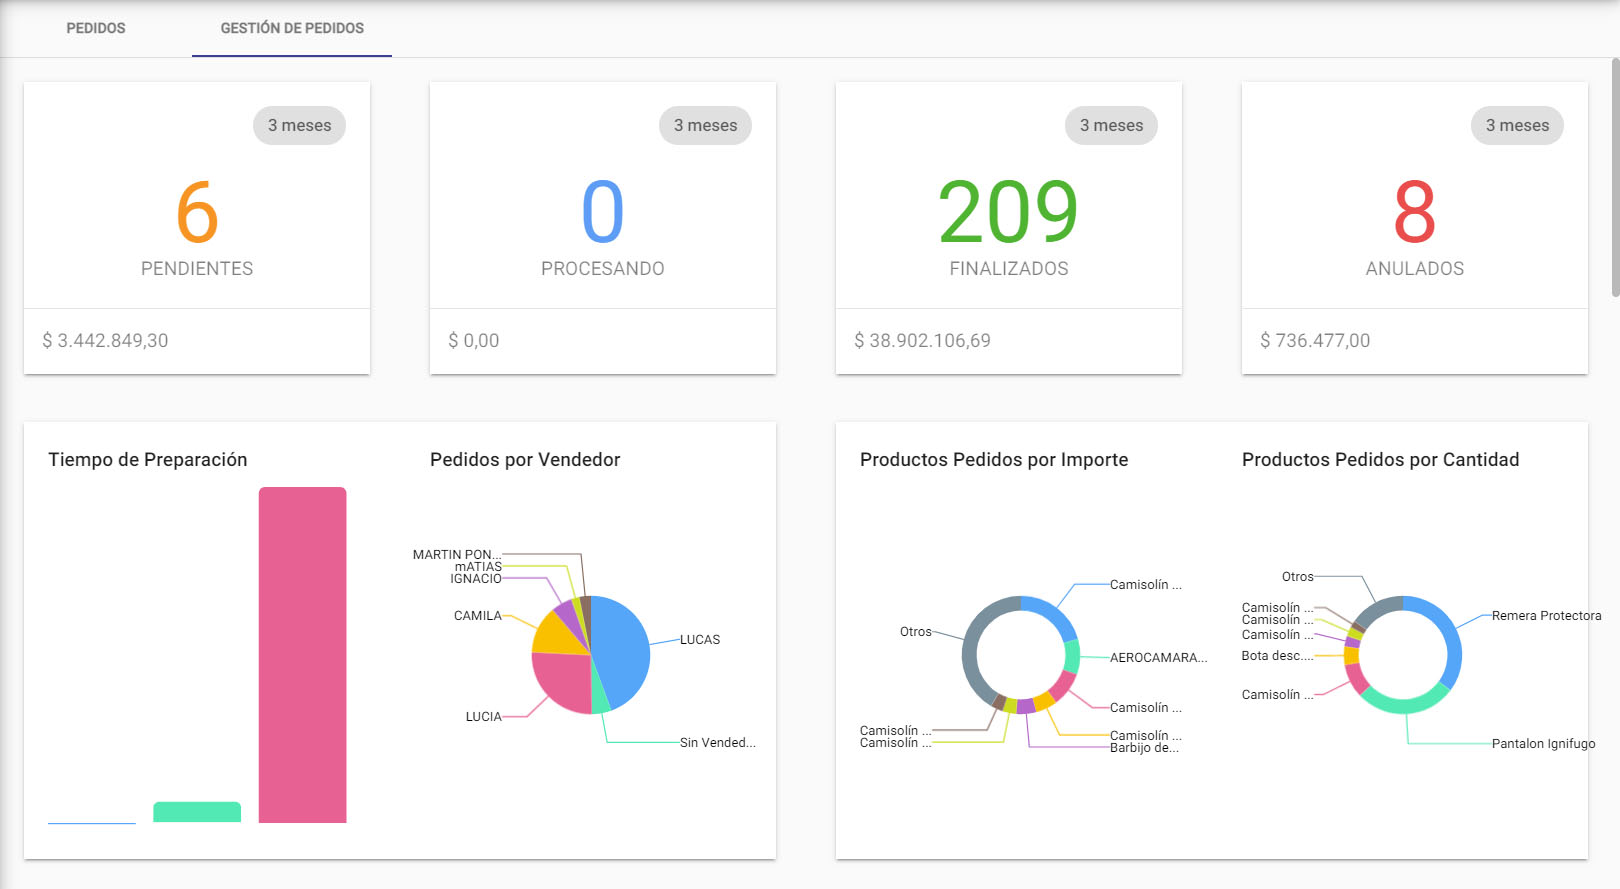 PEDIDOS
GESTIÓN DE PEDIDOS
3 meses
6
PENDIENTES
$ 3.442.849,30
3 meses
0
PROCESANDO
$ 0,00
3 meses
209
FINALIZADOS
$ 38.902.106,69
3 meses
8
ANULADOS
$ 736.477,00
Tiempo de Preparación
Pedidos por Vendedor
MARTIN PON...
mATIAS
IGNACIO
CAMILA
LUCAS
LUCIA
Sin Vended...
Productos Pedidos por Importe
Camisolín ...
Otros
AEROCAMARA...
Camisolín ...
Camisolín ...
Camisolín ...
Camisolín ...
Barbijo de...
Productos Pedidos por Cantidad
Otros
Camisolín ...
Remera Protectora
Camisolín ...
Camisolín ...
Bota desc....
Camisolín ...
Pantalon Ignifugo